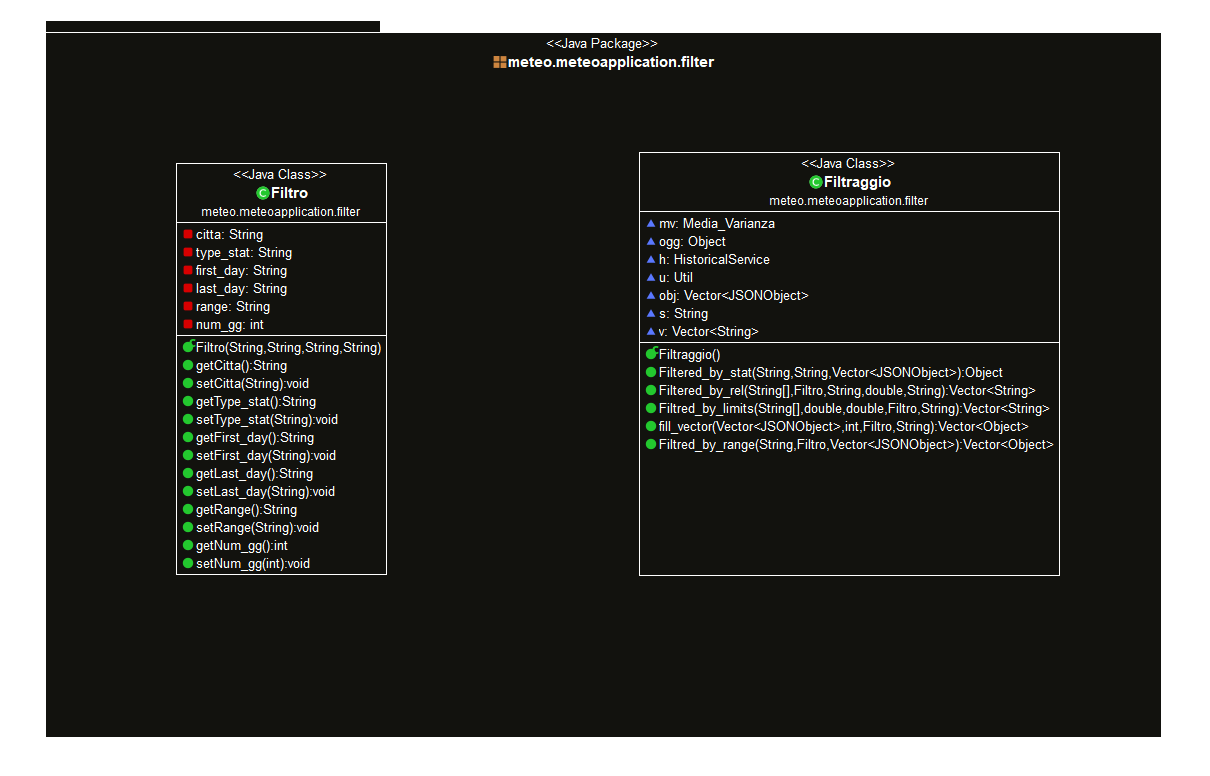 <<Java Package>>
meteo.meteoapplication.filter
<<Java Class>>
Filtro
meteo.meteoapplication.filter
citta: String
type_stat: String
first_day: String
last_day: String
range: String
num_gg: int
Filtro(String,String,String,String)
getCitta():String
setCitta(String):void
getType_stat():String
setType_stat(String):void
getFirst_day():String
setFirst_day(String):void
getLast_day():String
setLast_day(String):void
getRange():String
setRange(String):void
getNum_gg():int
setNum_gg(int):void
<<Java Class>>
Filtraggio
meteo.meteoapplication.filter
mv: Media_Varianza
ogg: Object
h: HistoricalService
u: Util
obj: Vector<JSONObject>
s: String
v: Vector<String>
Filtraggio()
Filtered_by_stat(String,String,Vector<JSONObject>):Object
Filtered_by_rel(String[],Filtro,String,double,String):Vector<String>
Filtred_by_limits(String[],double,double,Filtro,String):Vector<String>
fill_vector(Vector<JSONObject>,int,Filtro,String):Vector<Object>
Filtred_by_range(String,Filtro,Vector<JSONObject>):Vector<Object>